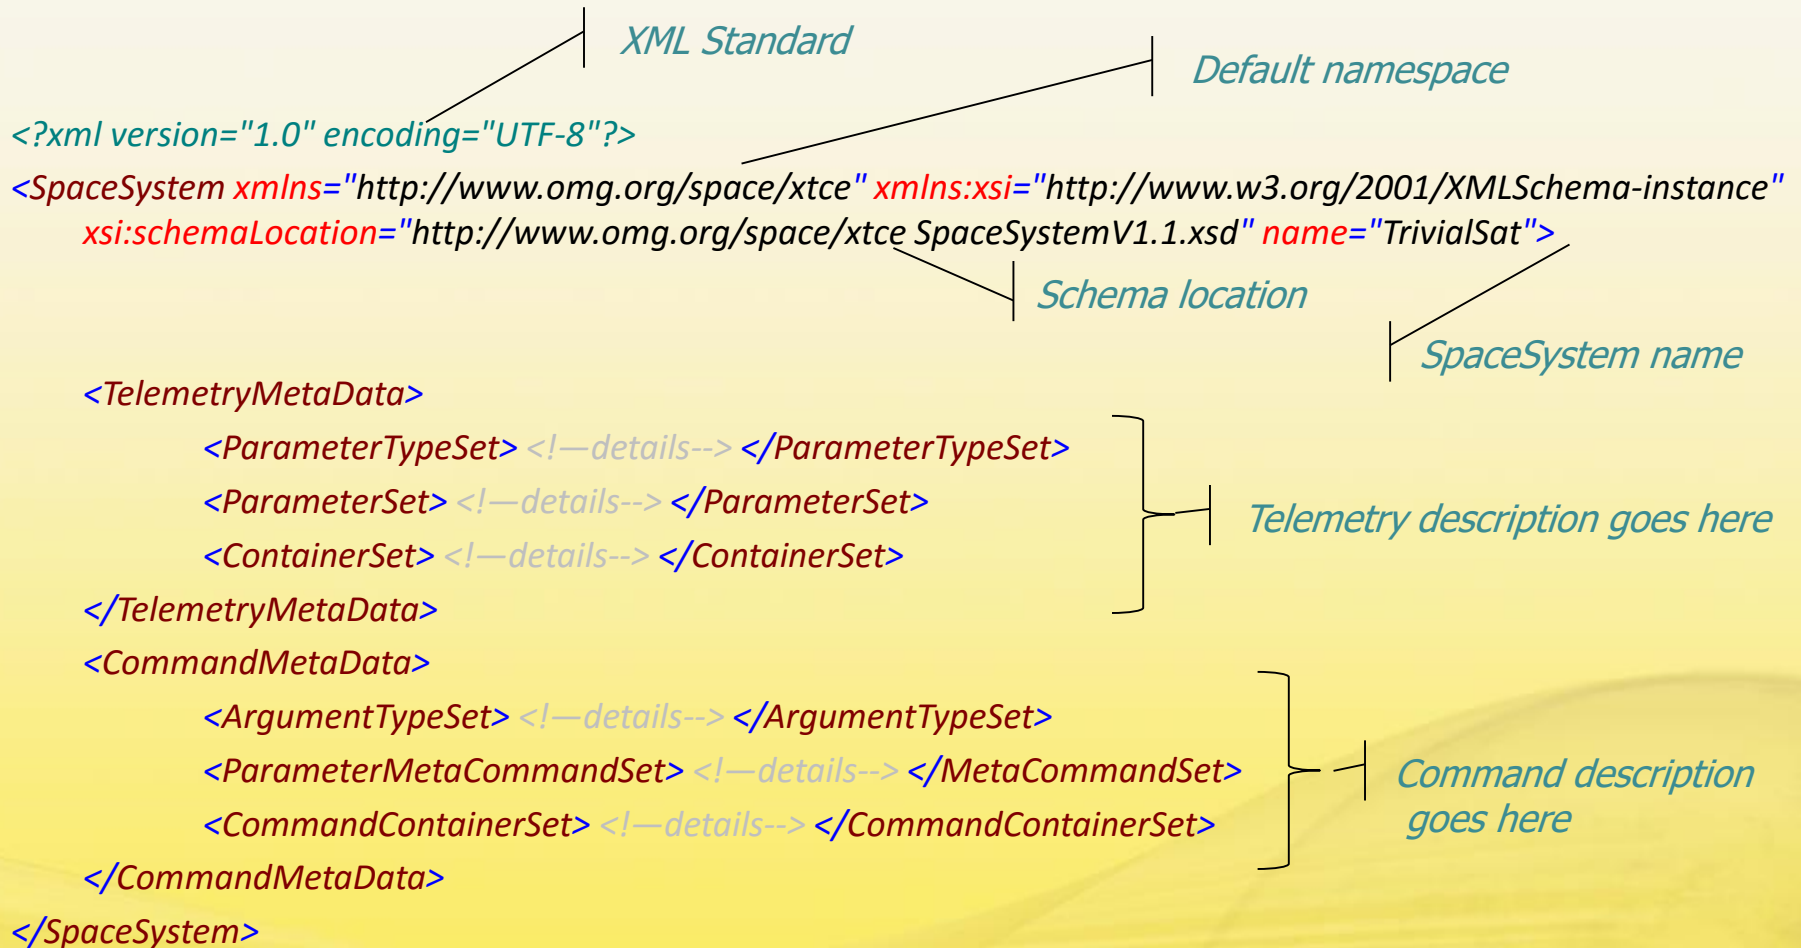 XML Standard
Default namespace
<?xml version="1.0" encoding="UTF-8"?>
<SpaceSystem xmlns="http://www.omg.org/space/xtce" xmlns:xsi="http://www.w3.org/2001/XMLSchema-instance"
xsi:schemaLocation="http://www.omg.org/space/xtce SpaceSystemV1.1.xsd" name="TrivialSat">
Schema location
SpaceSystem name
<TelemetryMetaData>
<ParameterTypeSet> <!—details--> </ParameterTypeSet>
<ParameterSet> <!—details--> </ParameterSet>
<ContainerSet> <!—details--> </ContainerSet>
Telemetry description goes here
</TelemetryMetaData>
<CommandMetaData>
<ArgumentTypeSet> <!—details--> </ArgumentTypeSet>
<ParameterMetaCommandSet> <!—details--> </MetaCommandSet>
<CommandContainerSet> <!—details--> </CommandContainerSet>
Command description
goes here
</CommandMetaData>
</SpaceSystem>